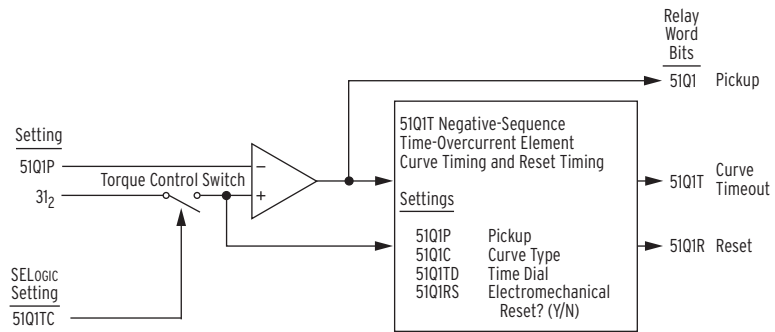 Relay
Word
Bits
51Q1 Pickup
51Q1T Negative-Sequence
Time-Overcurrent Element
Curve Timing and Reset Timing
Setting
51Q1P
Torque Control Switch
3I₂
−
+
51Q1T Curve
Timeout
Settings
51Q1P Pickup
51Q1C Curve Type
51Q1TD Time Dial
51Q1RS Electromechanical
Reset? (Y/N)
51Q1R Reset
SELOGIC
Setting
51Q1TC